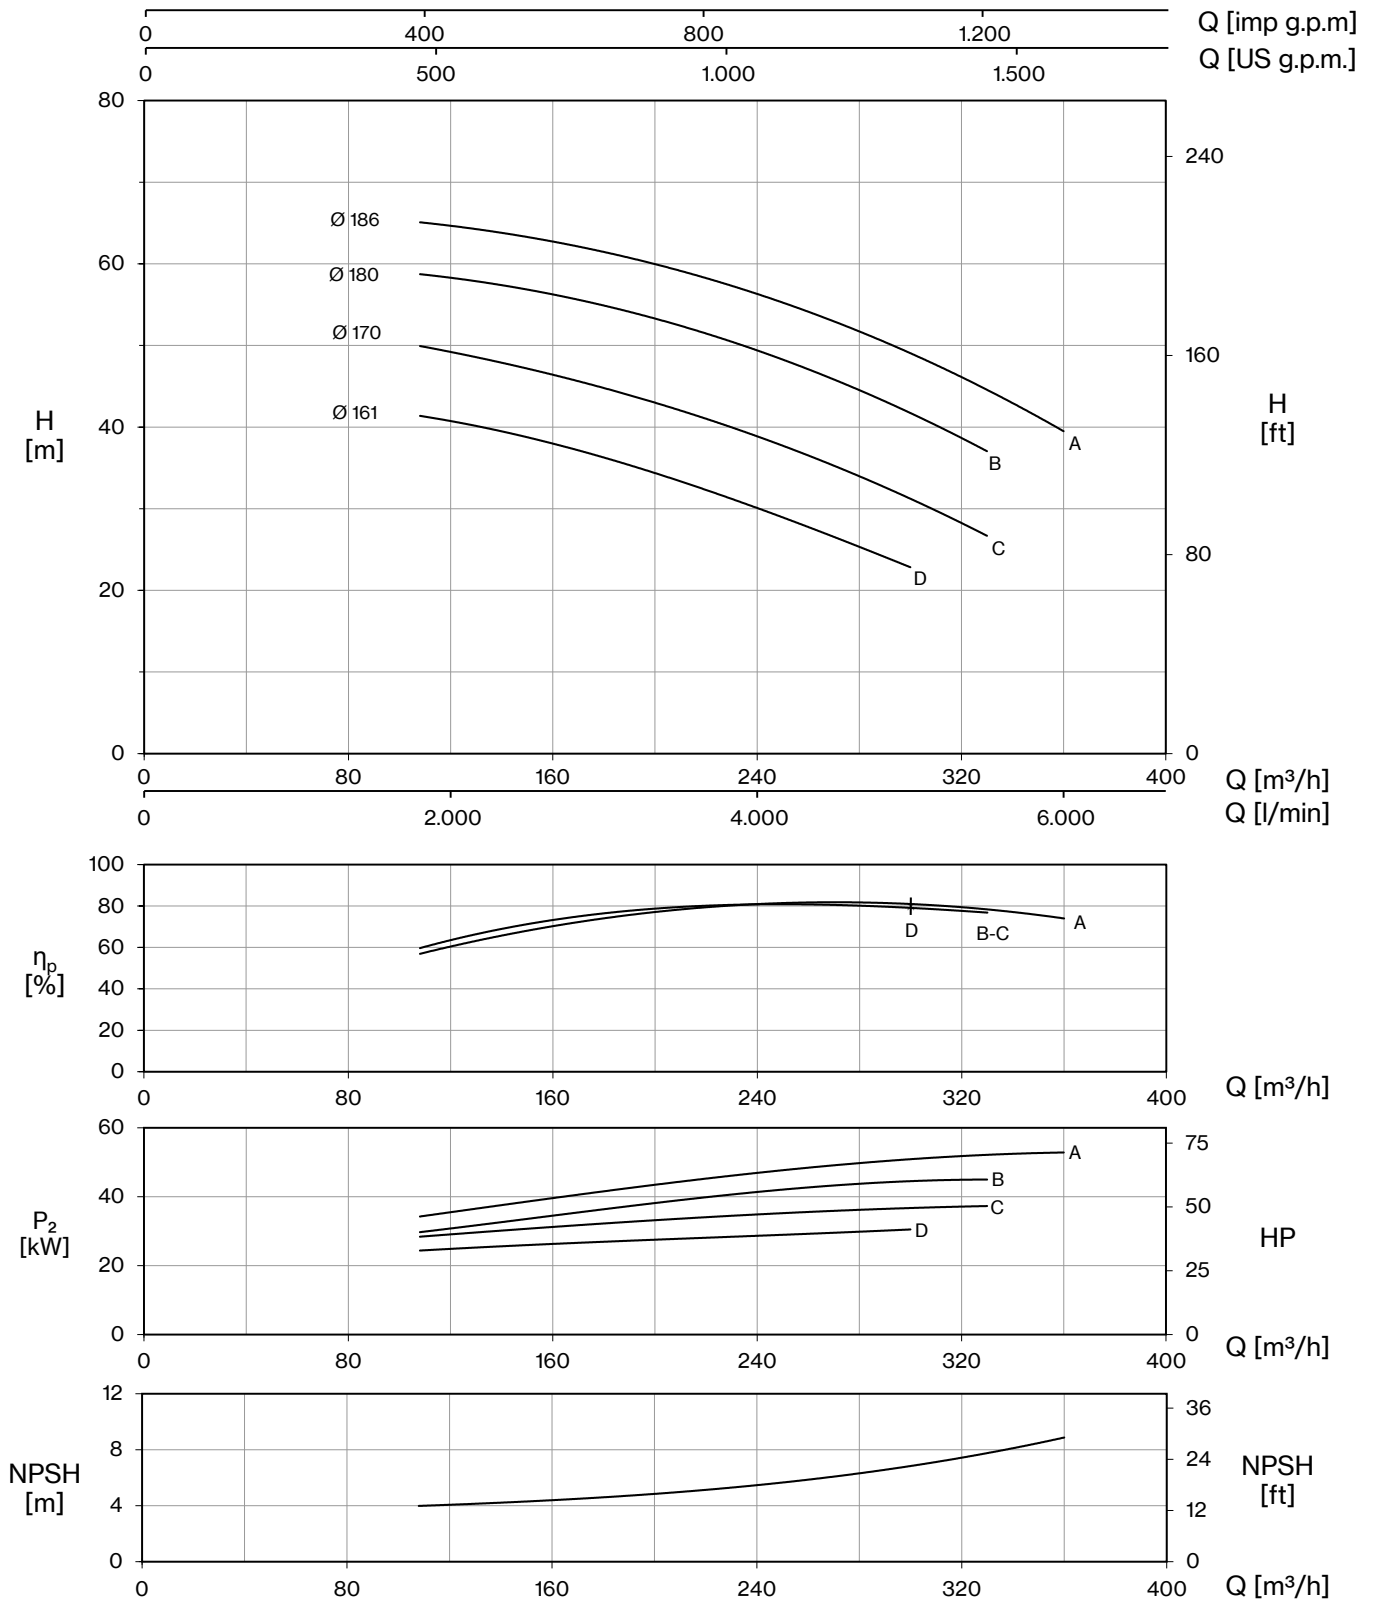 0 400 800 1.200 Q [imp g.p.m]
0 500 1.000 1.500 Q [US g.p.m.]
80
240
Ø 186
60
Ø 180
Ø 170
160
H
[m]
40
Ø 161
H
[ft]
A
B
C
80
D
20
0 0
0 80 160 240 320 400 Q [m³/h]
0 2.000 4.000 6.000 Q [l/min]
100
80
D B-C A
60
ηp
[%]
40
20
0
0 80 160 240 320 400 Q [m³/h]
60
75
A
B
40
50
C
P₂
[kW]
D
HP
20
25
0 0
0 80 160 240 320 400 Q [m³/h]
12
36
8
24
NPSH
[m]
NPSH
[ft]
4
12
0 0
0 80 160 240 320 400 Q [m³/h]